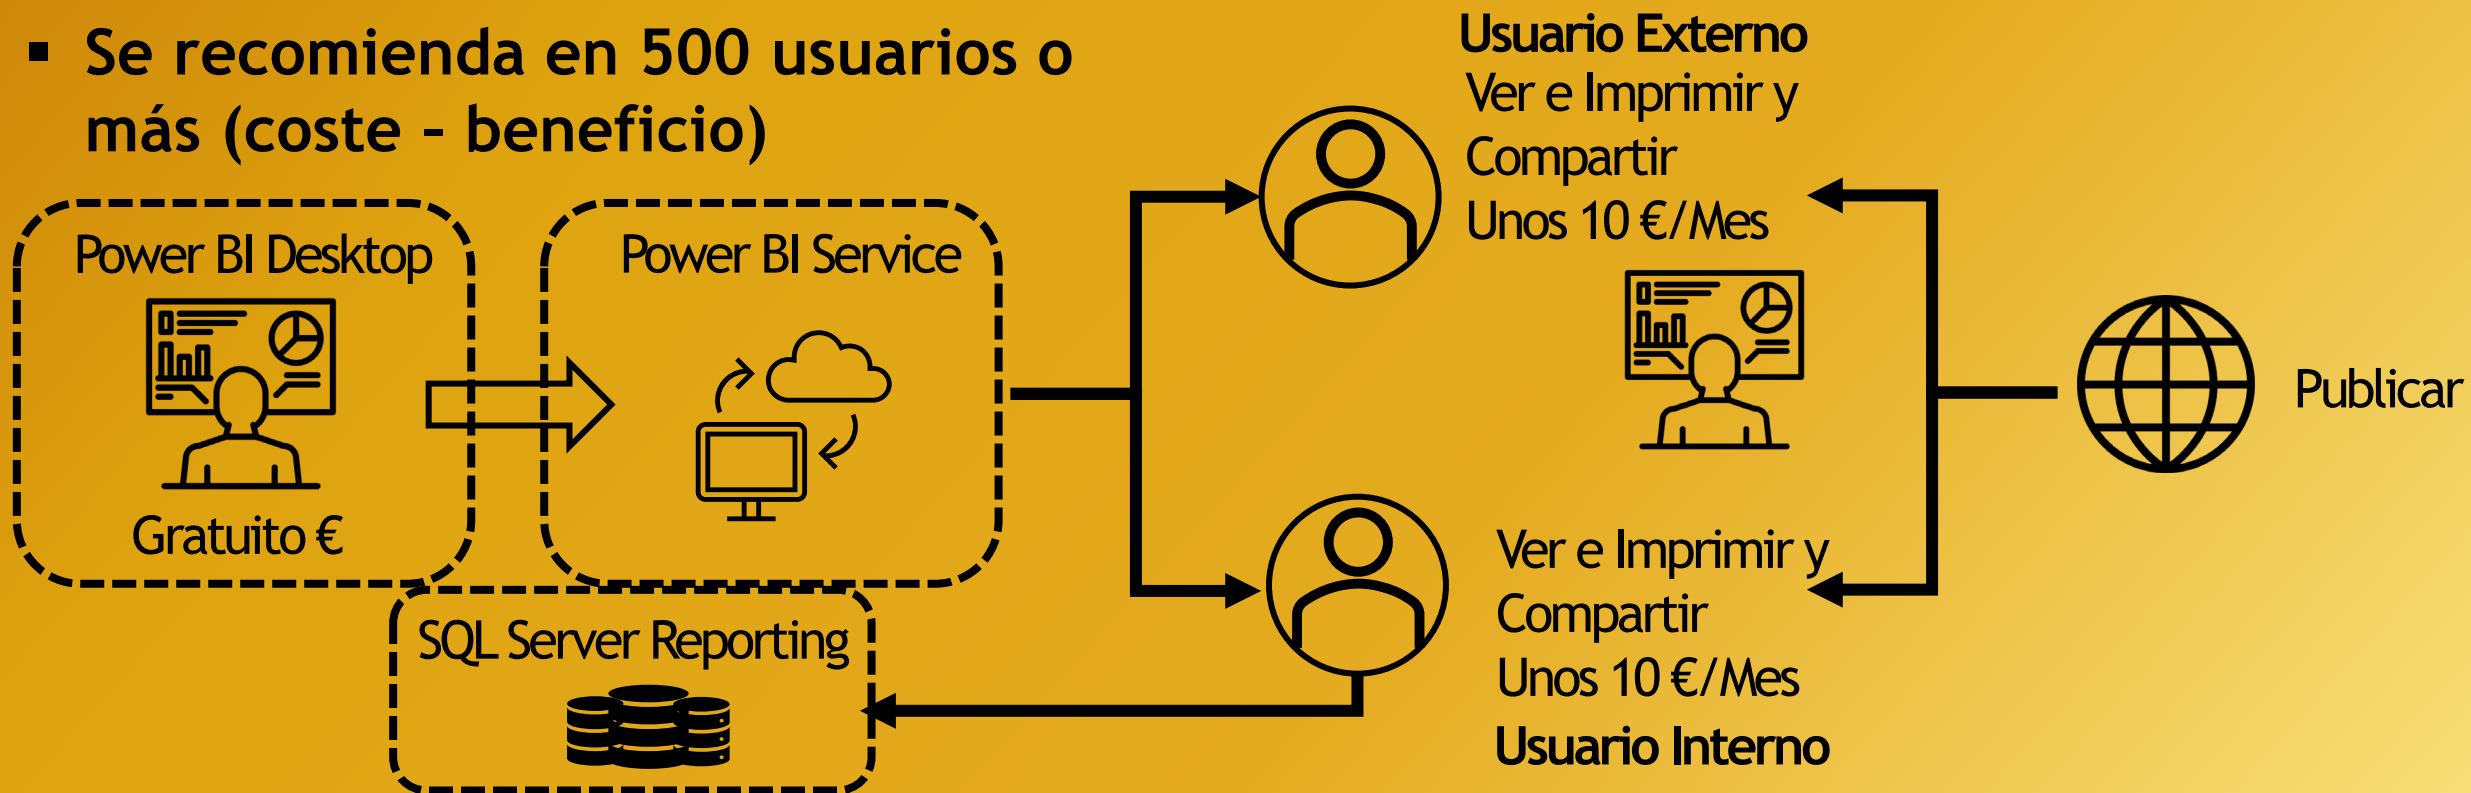 ▪ Se recomienda en 500 usuarios o
más (coste – beneficio)
Power BI Desktop
Gratuito €
Power BI Service
SQL Server Reporting
Usuario Externo
Ver e Imprimir y
Compartir
Unos 10 €/Mes
Ver e Imprimir y
Compartir
Unos 10 €/Mes
Usuario Interno
Publicar